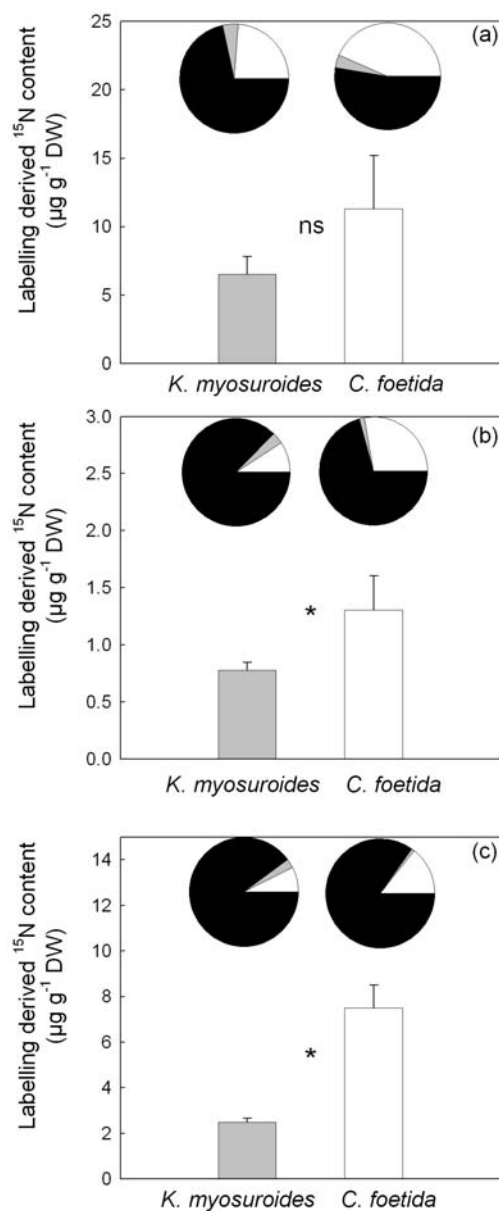 (a)
Labelling derived ¹⁵N content
(µg g⁻¹ DW)
25
20
15
10
5
0
ns
K. myosuroides C. foetida
(b)
Labelling derived ¹⁵N content
(µg g⁻¹ DW)
3.0
2.5
2.0
1.5
1.0
0.5
0.0
*
K. myosuroides C. foetida
(c)
Labelling derived ¹⁵N content
(µg g⁻¹ DW)
14
12
10
8
6
4
2
0
*
K. myosuroides C. foetida